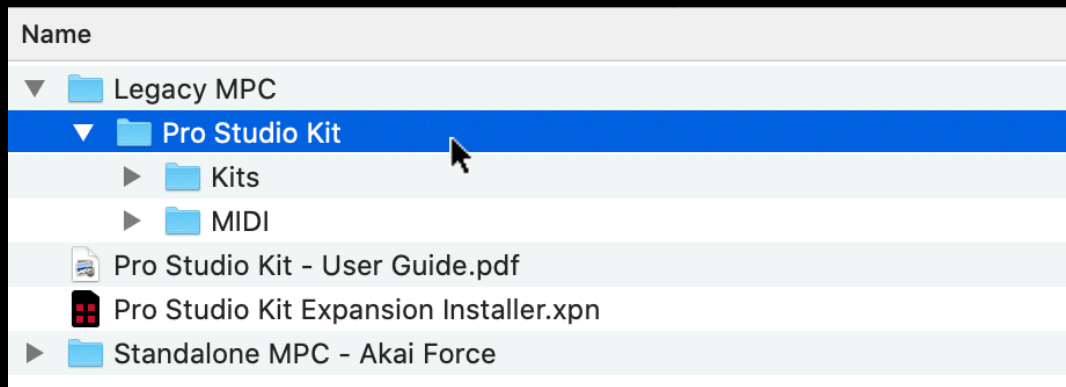 Name
Legacy MPC
Pro Studio Kit
Kits
MIDI
Pro Studio Kit - User Guide.pdf
Pro Studio Kit Expansion Installer.xpn
Standalone MPC - Akai Force